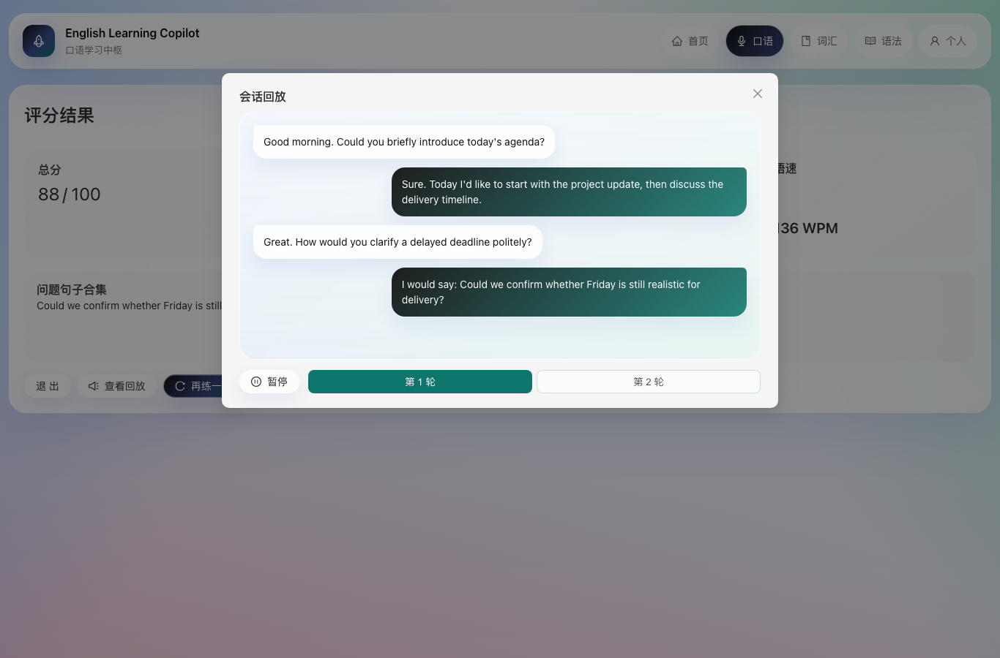 English Learning Copilot
口语学习中枢
首页
口语
词汇
语法
个人
评分结果
总分
88 / 100
语速
136 WPM
问题句子合集
Could we confirm whether Friday is still
退 出
查看回放
再练一
会话回放
Good morning. Could you briefly introduce today's agenda?
Sure. Today I'd like to start with the project update, then discuss the
delivery timeline.
Great. How would you clarify a delayed deadline politely?
I would say: Could we confirm whether Friday is still realistic for
delivery?
暂停
第 1 轮
第 2 轮